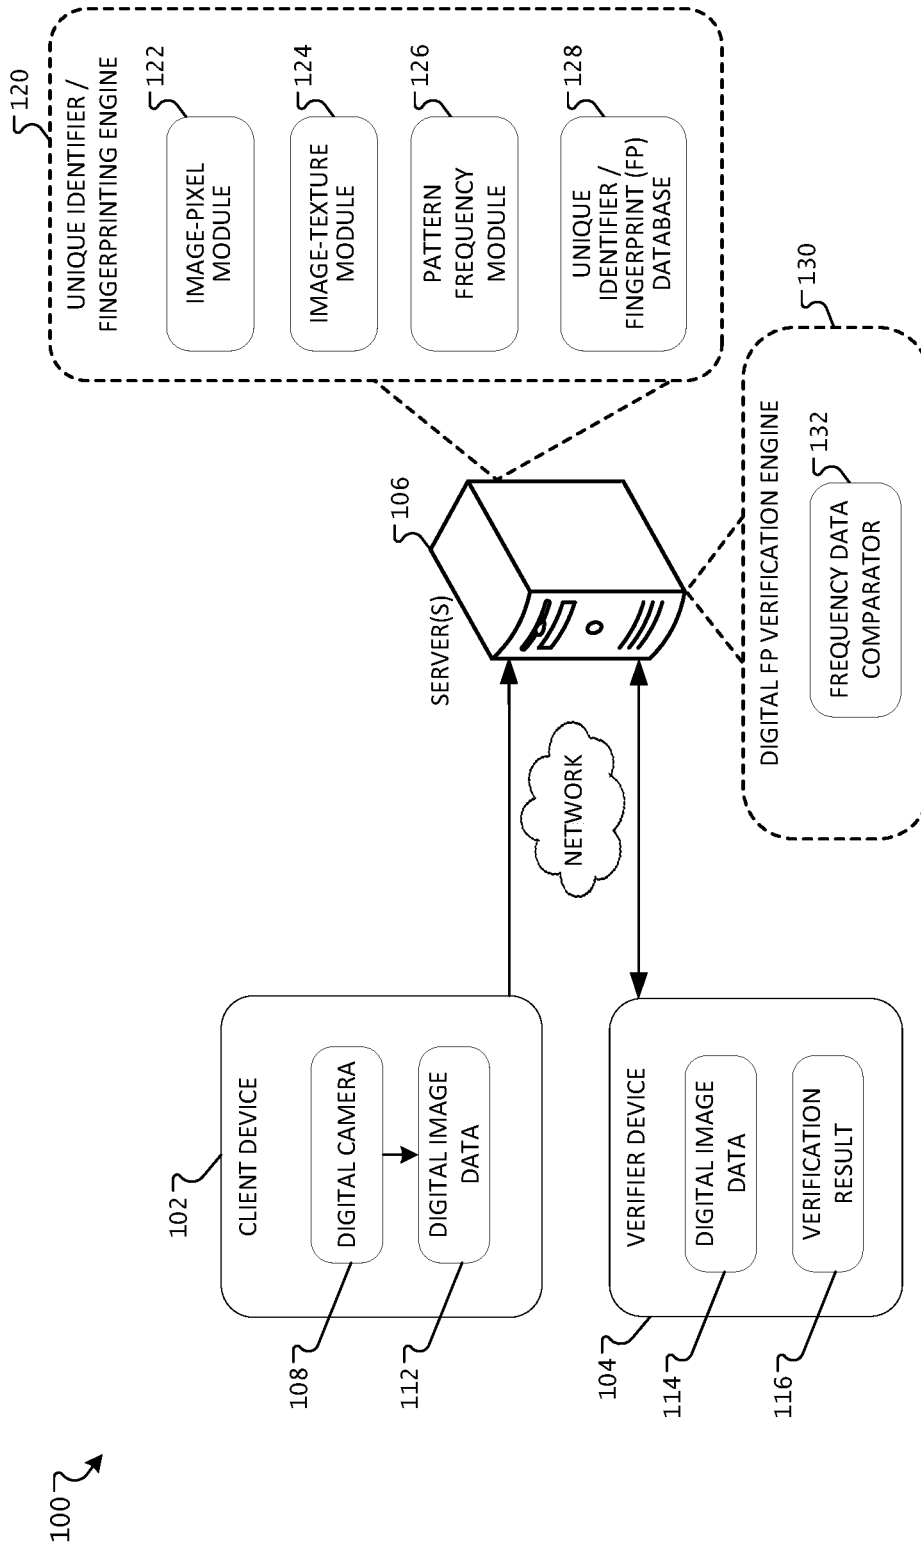 100
102
CLIENT DEVICE
108
DIGITAL CAMERA
112
DIGITAL IMAGE
DATA
104
VERIFIER DEVICE
114
DIGITAL IMAGE
DATA
116
VERIFICATION
RESULT
NETWORK
SERVER(S)
106
120
UNIQUE IDENTIFIER /
FINGERPRINTING ENGINE
122
IMAGE-PIXEL
MODULE
124
IMAGE-TEXTURE
MODULE
126
PATTERN
FREQUENCY
MODULE
128
UNIQUE
IDENTIFIER /
FINGERPRINT (FP)
DATABASE
130
DIGITAL FP VERIFICATION ENGINE
132
FREQUENCY DATA
COMPARATOR